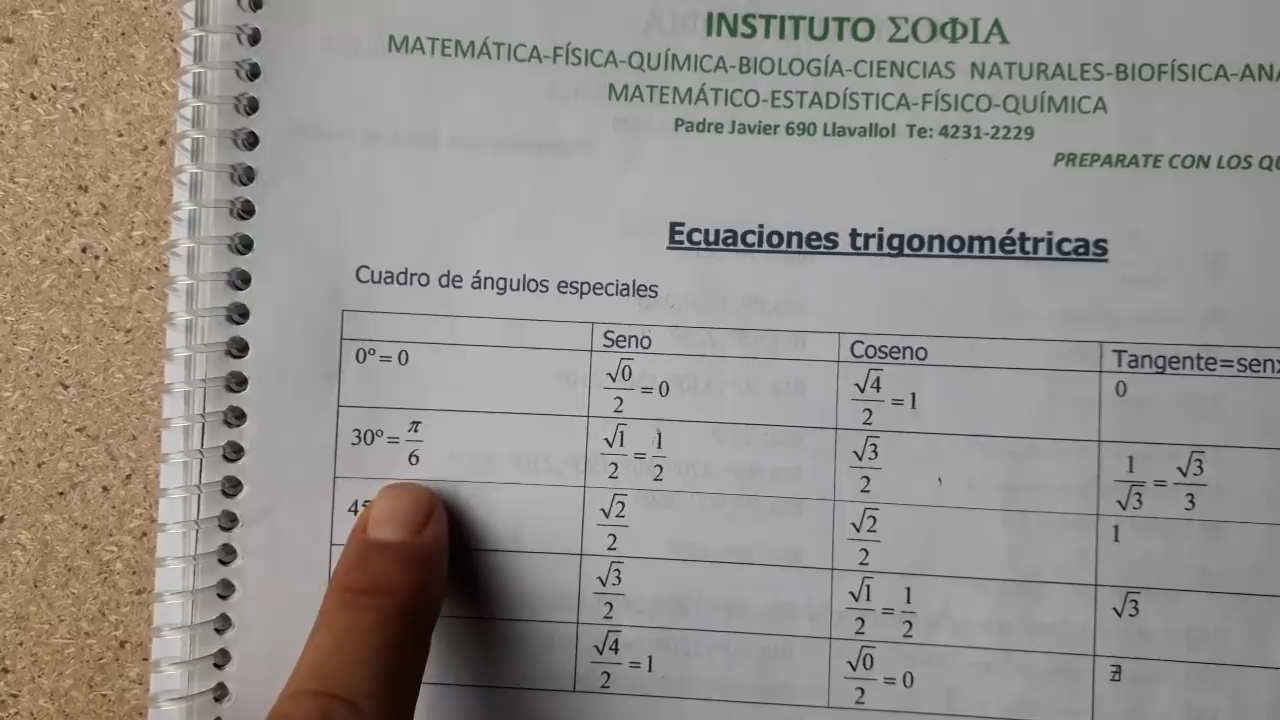 INSTITUTO ΣΟΦΙΑ
MATEMÁTICA-FÍSICA-QUÍMICA-BIOLOGÍA-CIENCIAS NATURALES-BIOFÍSICA-
MATEMÁTICO-ESTADÍSTICA-FÍSICO-QUÍMICA
Padre Javier 690 Llavallol Te: 4231-2229
PREPARATE CON LOS
Ecuaciones trigonométricas
Cuadro de ángulos especiales
Seno Coseno Tangente=sen
0º=0 √0/2=0 √4/2=1 0
30º=π/6 √1/2=1/2 √3/2 1/√3=√3/3
√2/2 √2/2 1
√3/2 √1/2=1/2 √3
√4/2=1 √0/2=0 ∄